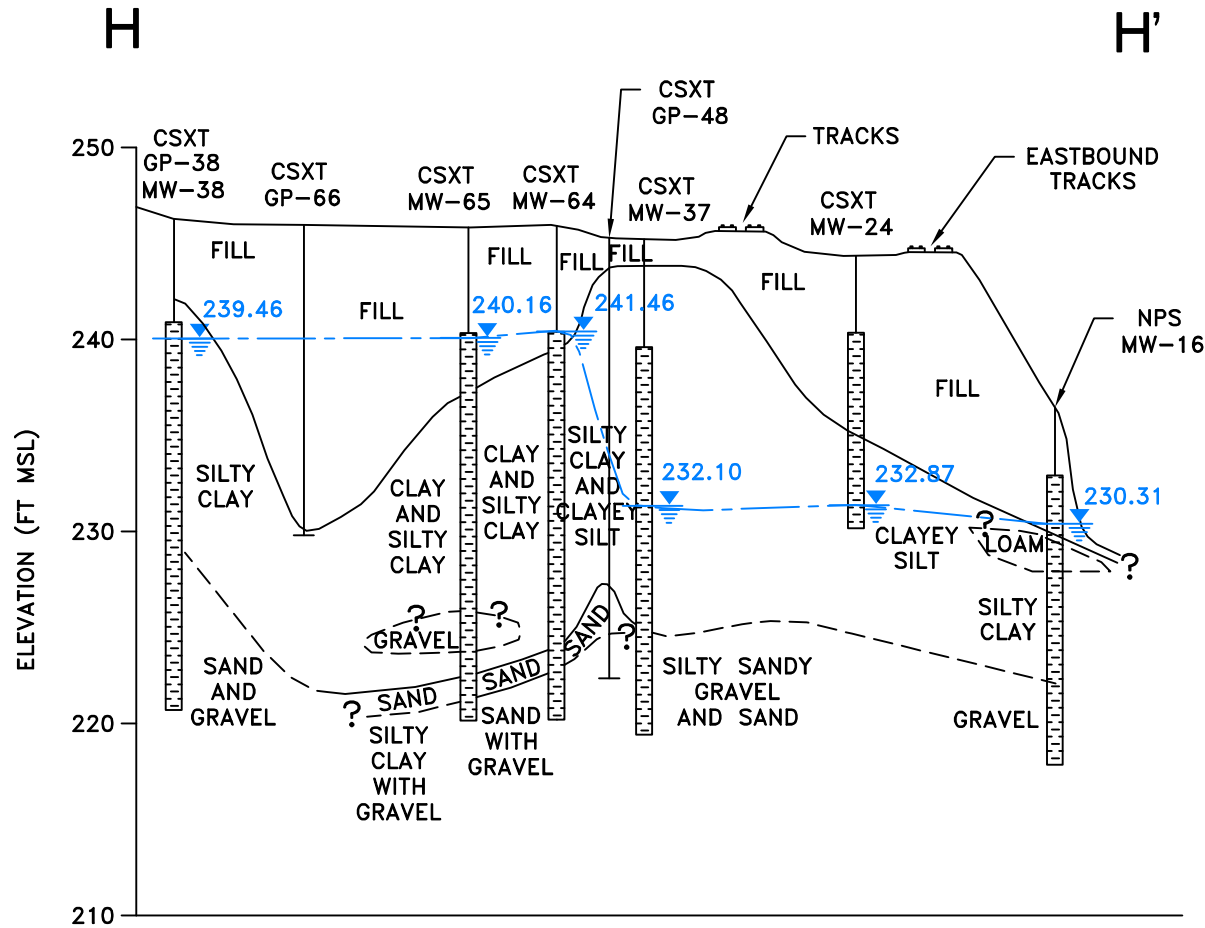 H
H'
CSXT
GP-48
TRACKS
EASTBOUND
TRACKS
250
CSXT
GP-38
MW-38
CSXT
GP-66
CSXT
MW-65
CSXT
MW-64
CSXT
MW-37
CSXT
MW-24
FILL
FILL
FILL
FILL
FILL
FILL
FILL
239.46
240.16
241.46
NPS
MW-16
240
ELEVATION (FT MSL)
SILTY
CLAY
CLAY
AND
SILTY
CLAY
CLAY
AND
SILTY
CLAY
SILTY
CLAY
AND
CLAYEY
SILT
232.10
232.87
230.31
230
CLAYEY
SILT
?
LOAM
?
SILTY
CLAY
?
?
GRAVEL
SAND
?
SAND
AND
GRAVEL
SAND
SAND
?
SILTY SANDY
GRAVEL
AND SAND
GRAVEL
220
SILTY
CLAY
WITH
GRAVEL
SAND
WITH
GRAVEL
210